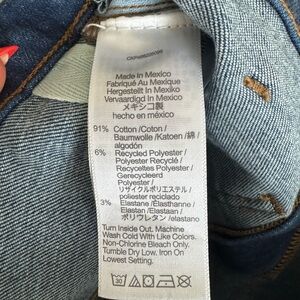 Made In Mexico
Fabriqué Au Mexique
Hergestellt In Mexiko
Vervaardigd In Mexico
メキシコ製
hecho en méxico
91% Cotton /Coton /
Baumwolle /Katoen /綿 /
algodón
6% Recycled Polyester /
Polyester Recyclé /
Recyceltes Polyester /
Gerecycleerd
Polyester /
リサイクルポリエステル /
poliester reciclado
3% Elastane /Élasthanne /
Elastan /Elastaan /
ポリウレタン /elastano
Turn Inside Out. Machine
Wash Cold With Like Colors.
Non-Chlorine Bleach Only.
Tumble Dry Low. Iron On
Lowest Setting.
30